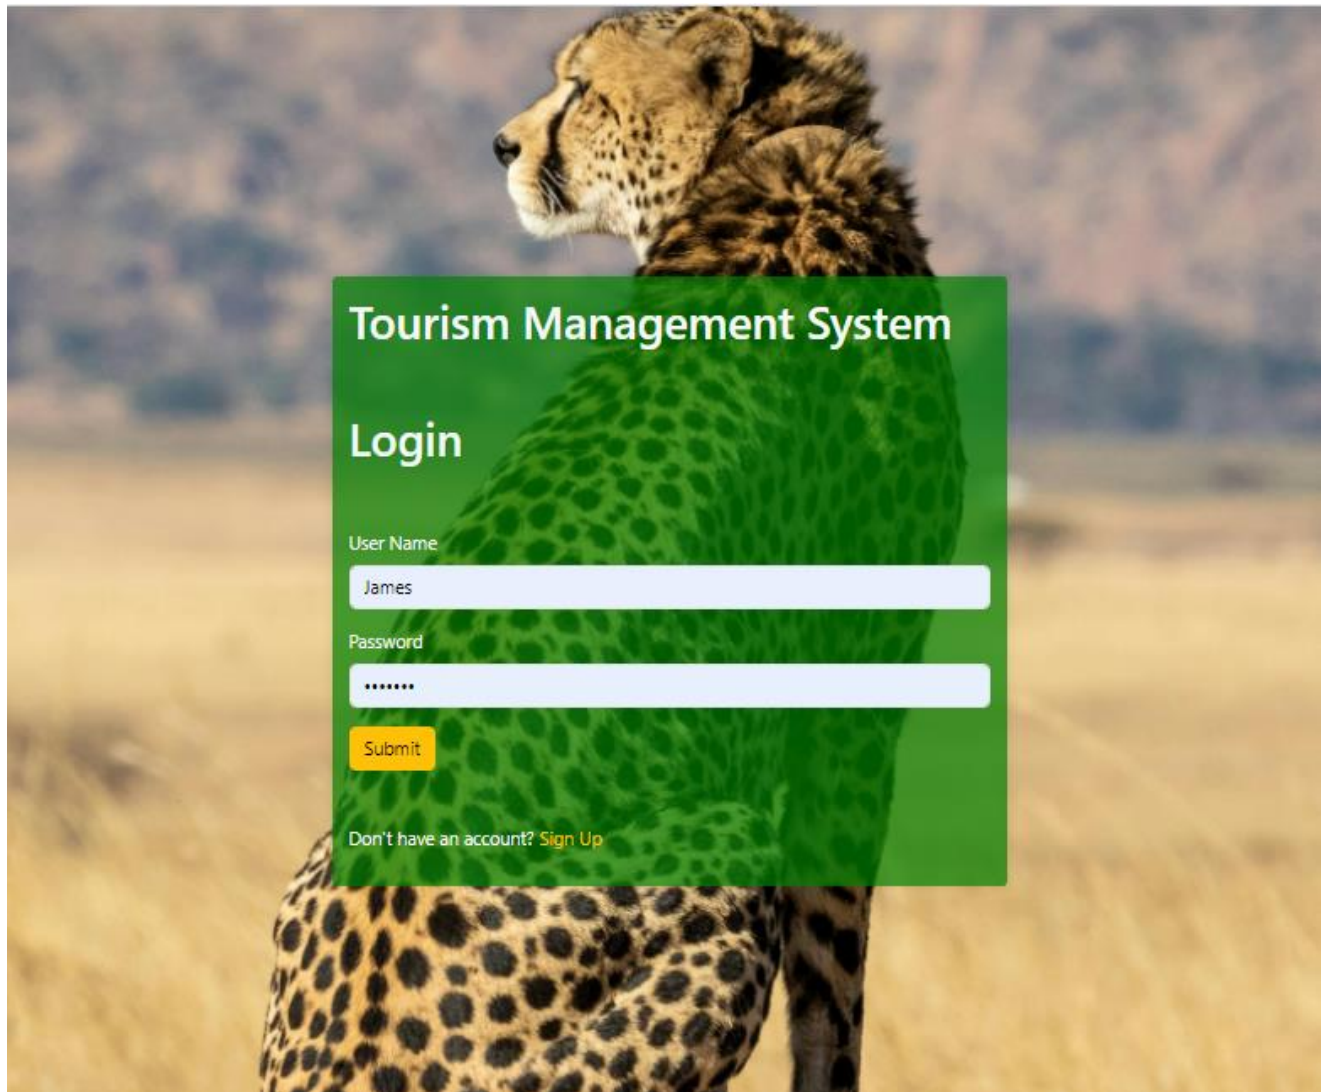 Tourism Management System
Login
User Name
James
Password
•••••••
Submit
Don't have an account? Sign Up